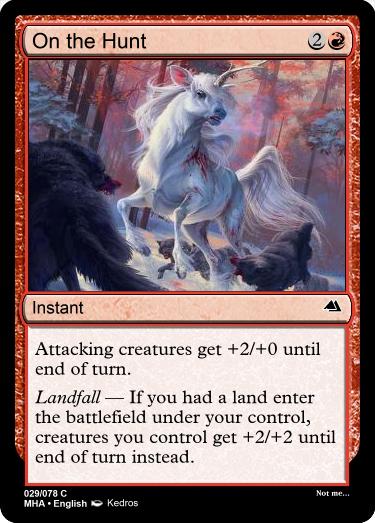 On the Hunt
2
Instant
Attacking creatures get +2/+0 until
end of turn.
Landfall — If you had a land enter
the battlefield under your control,
creatures you control get +2/+2 until
end of turn instead.
029/078 C
MHA • English Kedros
Not me...